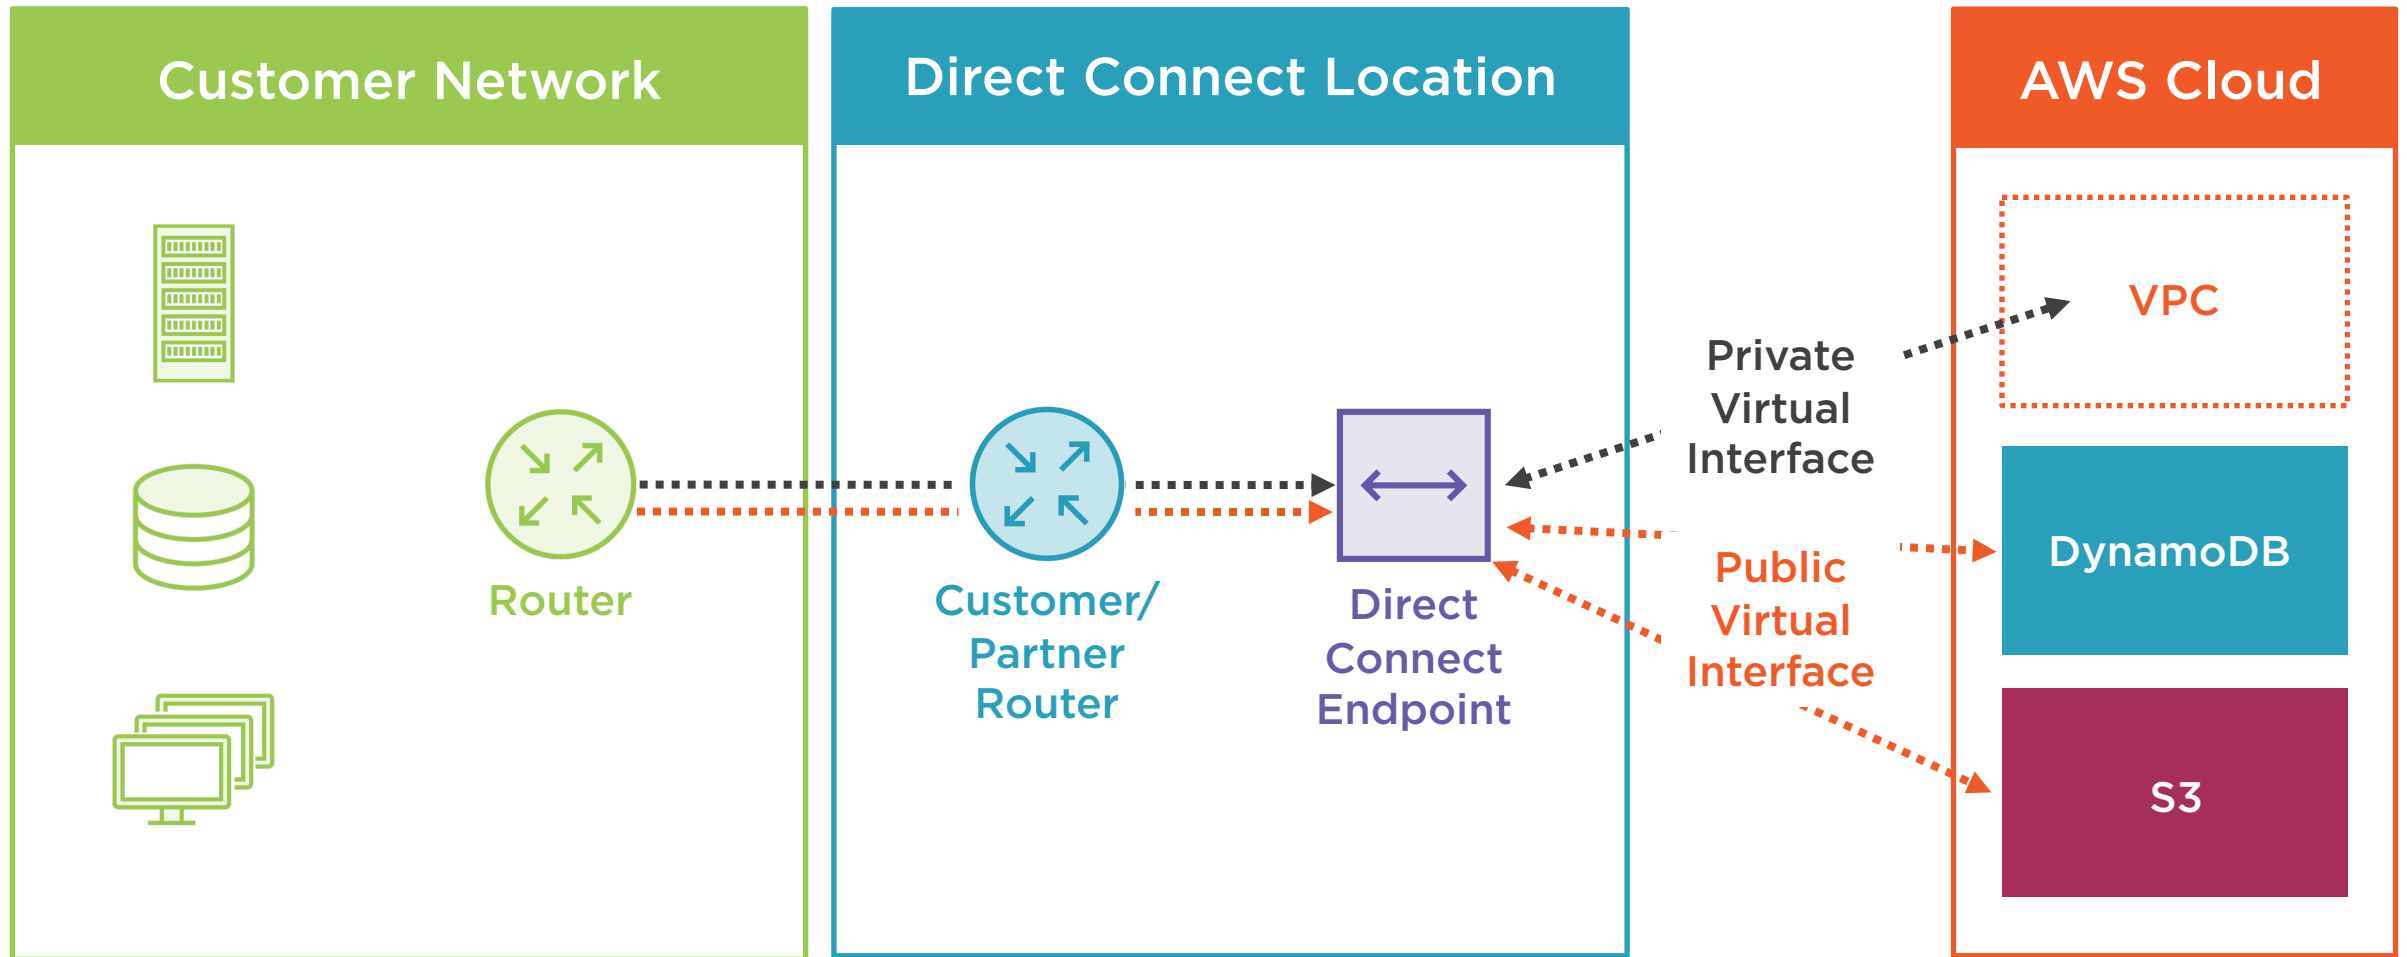 Customer Network
Direct Connect Location
AWS Cloud
VPC
Private
Virtual
Interface
Router
Customer/
Partner
Router
Direct
Connect
Endpoint
Public
Virtual
Interface
DynamoDB
S3